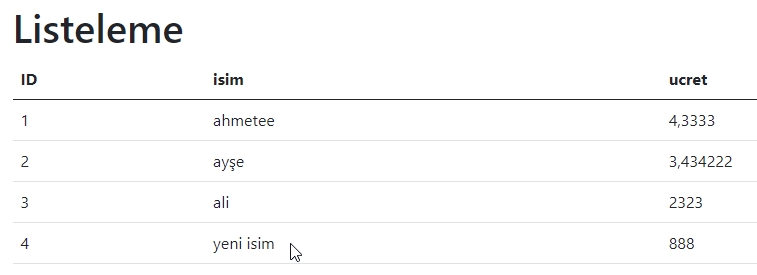 Listeleme
ID isim ucret
1 ahmetee 4,3333
2 ayşe 3,434222
3 ali 2323
4 yeni isim 888